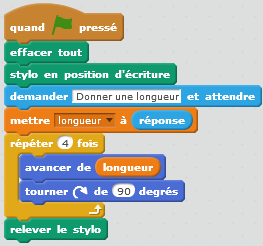 quand pressé
effacer tout
stylo en position d'écriture
demander Donner une longueur et attendre
mettre longueur à réponse
répéter 4 fois
avancer de longueur
tourner de 90 degrés
relever le stylo